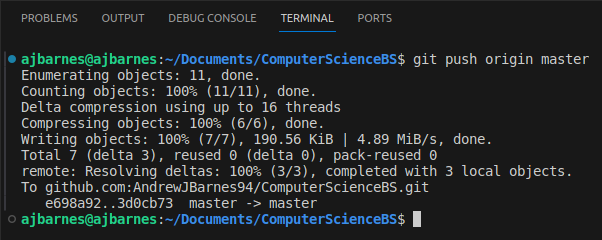 PROBLEMS OUTPUT DEBUG CONSOLE TERMINAL PORTS
ajbarnes@ajbarnes:~/Documents/ComputerScienceBS$ git push origin master
Enumerating objects: 11, done.
Counting objects: 100% (11/11), done.
Delta compression using up to 16 threads
Compressing objects: 100% (6/6), done.
Writing objects: 100% (7/7), 190.56 KiB | 4.89 MiB/s, done.
Total 7 (delta 3), reused 0 (delta 0), pack-reused 0
remote: Resolving deltas: 100% (3/3), completed with 3 local objects.
To github.com:AndrewJBarnes94/ComputerScienceBS.git
   e698a92..3d0cb73  master -> master
ajbarnes@ajbarnes:~/Documents/ComputerScienceBS$